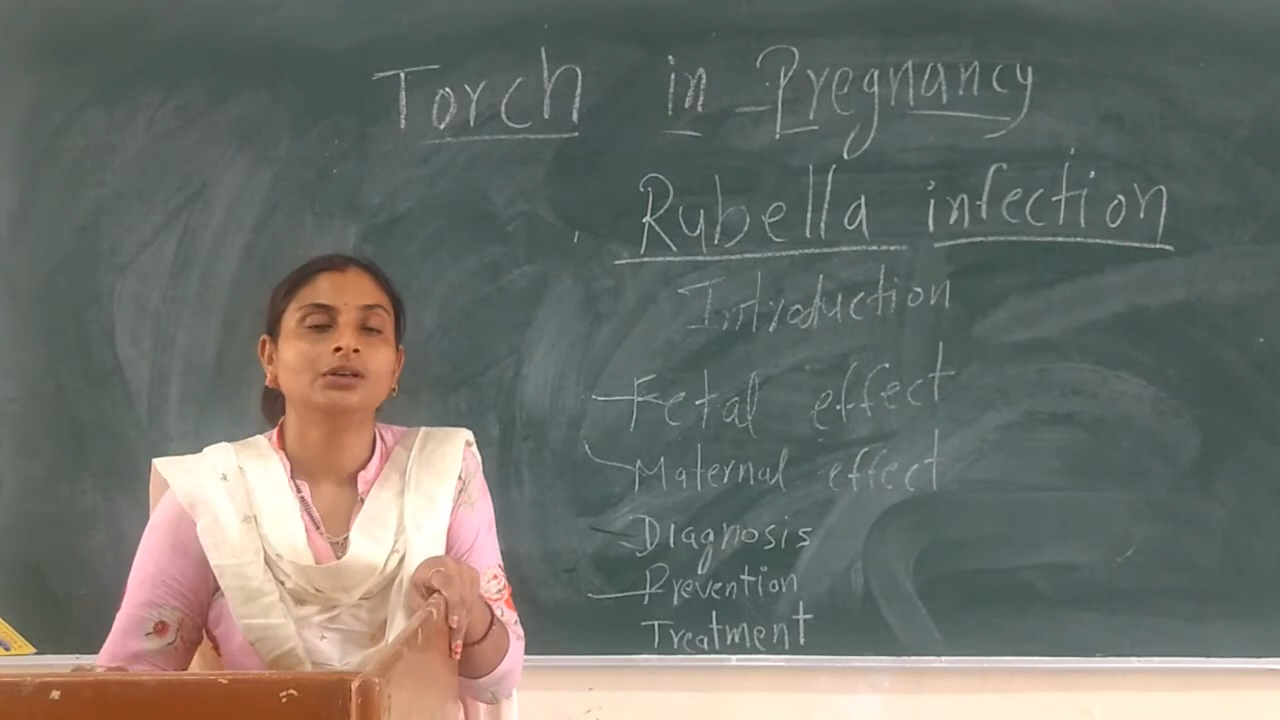 Torch in Pregnancy
Rubella infection
Introduction
Fetal effect
Maternal effect
Diagnosis
Prevention
Treatment